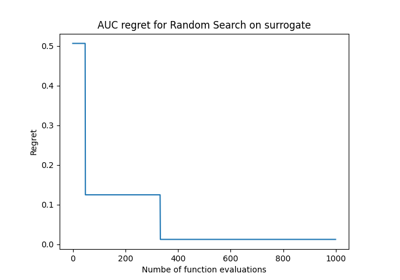 AUC regret for Random Search on surrogate
0.5
0.4
0.3
0.2
0.1
0.0
Regret
0 200 400 600 800 1000
Numbe of function evaluations